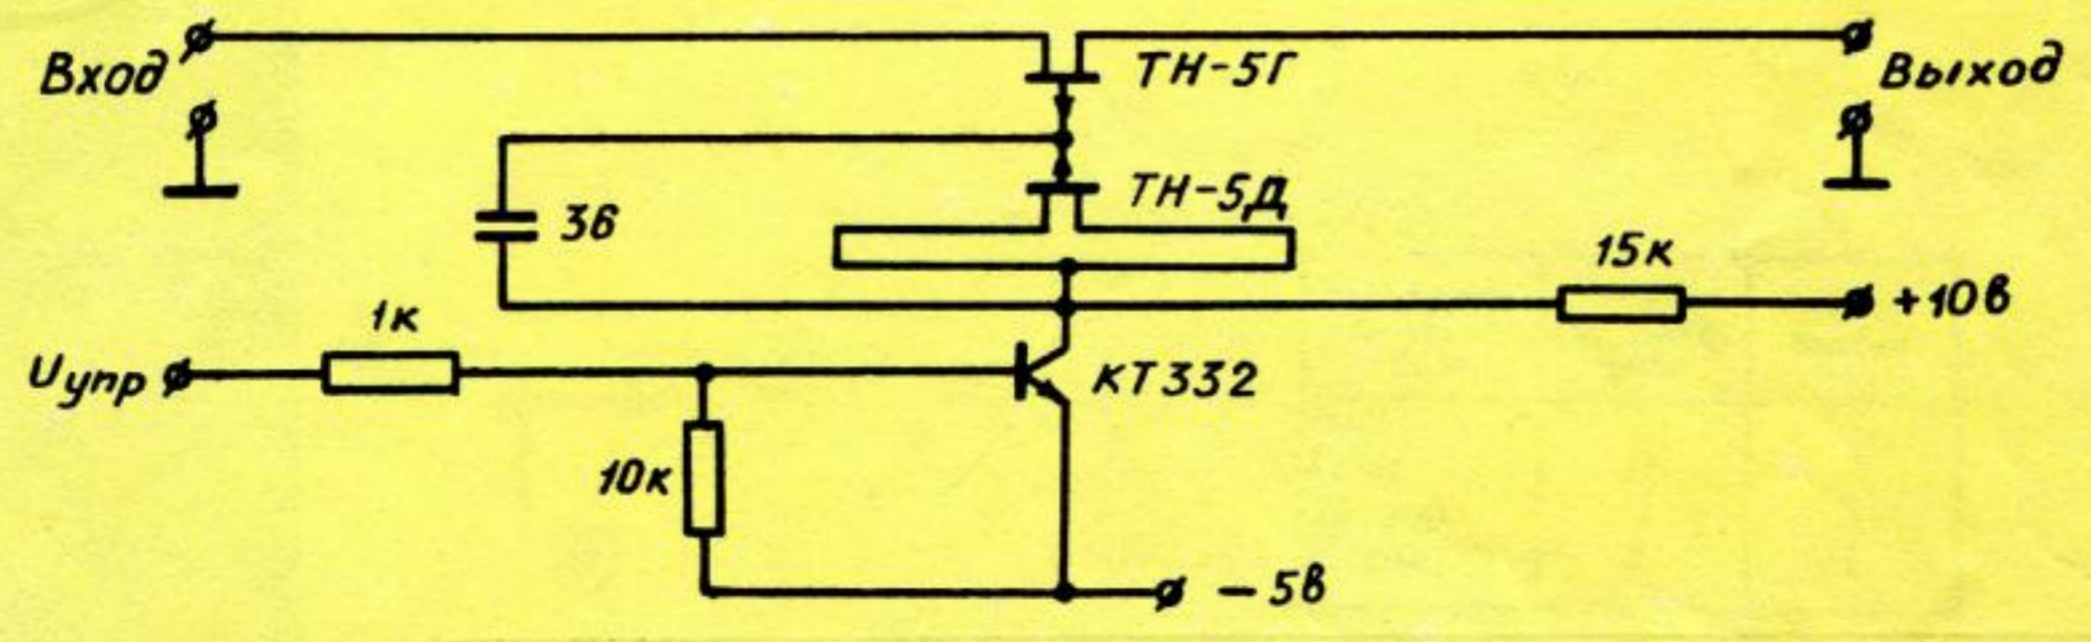 Вход
ТН-5Г
Выход
36
ТН-5Д
15к
+10в
1к
Uупр
КТ332
10к
-5в